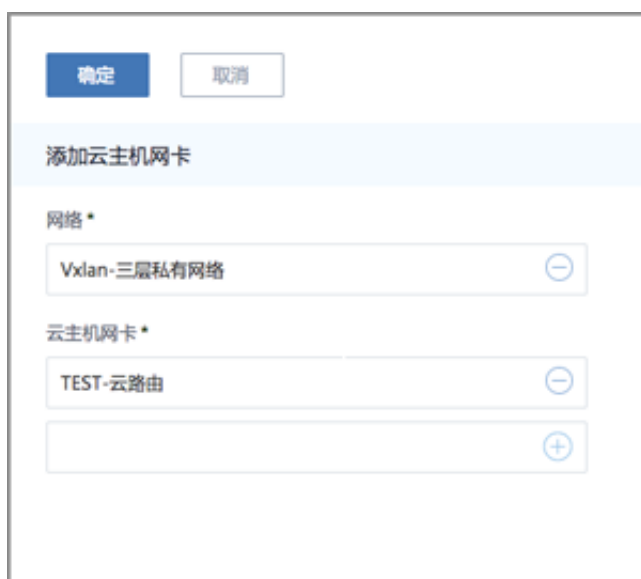 确定 取消
添加云主机网卡
网络*
Vxlan-三层私有网络
云主机网卡*
TEST-云路由